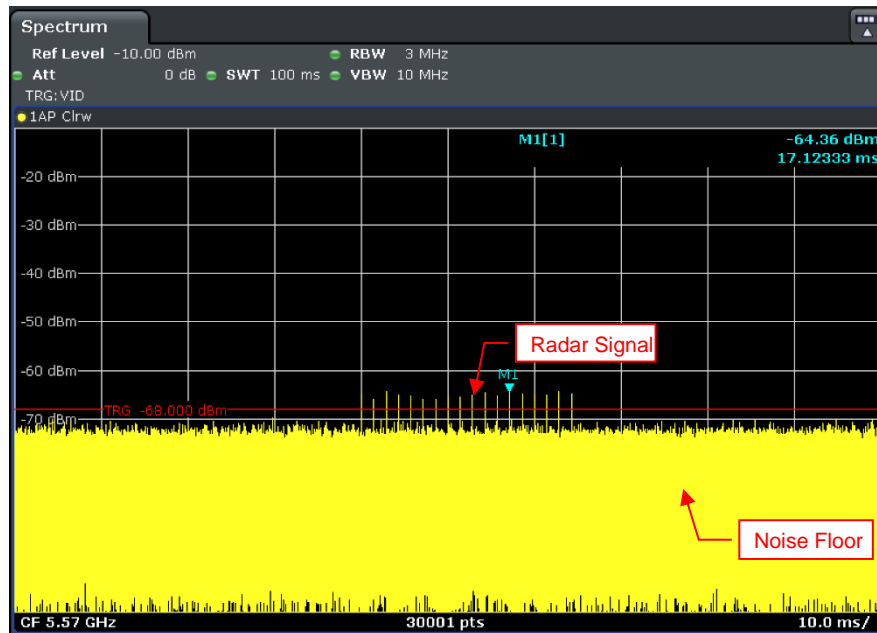 Spectrum
Ref Level -10.00 dBm RBW 3 MHz
Att 0 dB SWT 100 ms VBW 10 MHz
TRG:VID
1AP Clrw
M1[1] -64.36 dBm
17.12333 ms
-20 dBm
-30 dBm
-40 dBm
-50 dBm
Radar Signal
-60 dBm
M1
TRG -68.000 dBm
-70 dBm
Noise Floor
CF 5.57 GHz 30001 pts 10.0 ms/